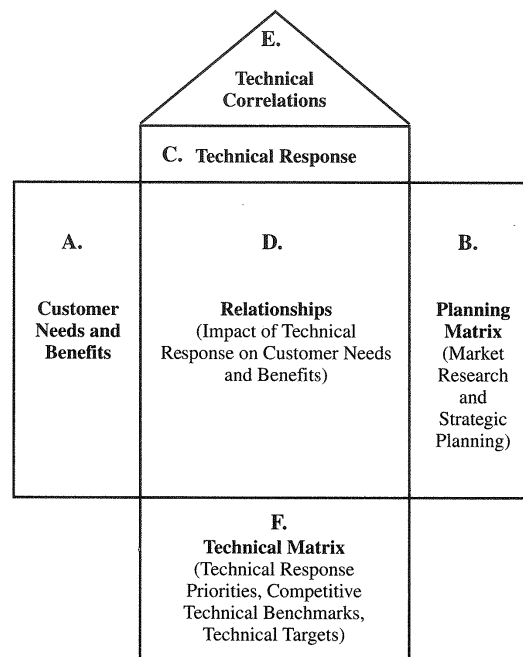 E.
Technical
Correlations
C. Technical Response
A.
Customer
Needs and
Benefits
D.
Relationships
(Impact of Technical
Response on Customer Needs
and Benefits)
B.
Planning
Matrix
(Market
Research
and
Strategic
Planning)
F.
Technical Matrix
(Technical Response
Priorities, Competitive
Technical Benchmarks,
Technical Targets)